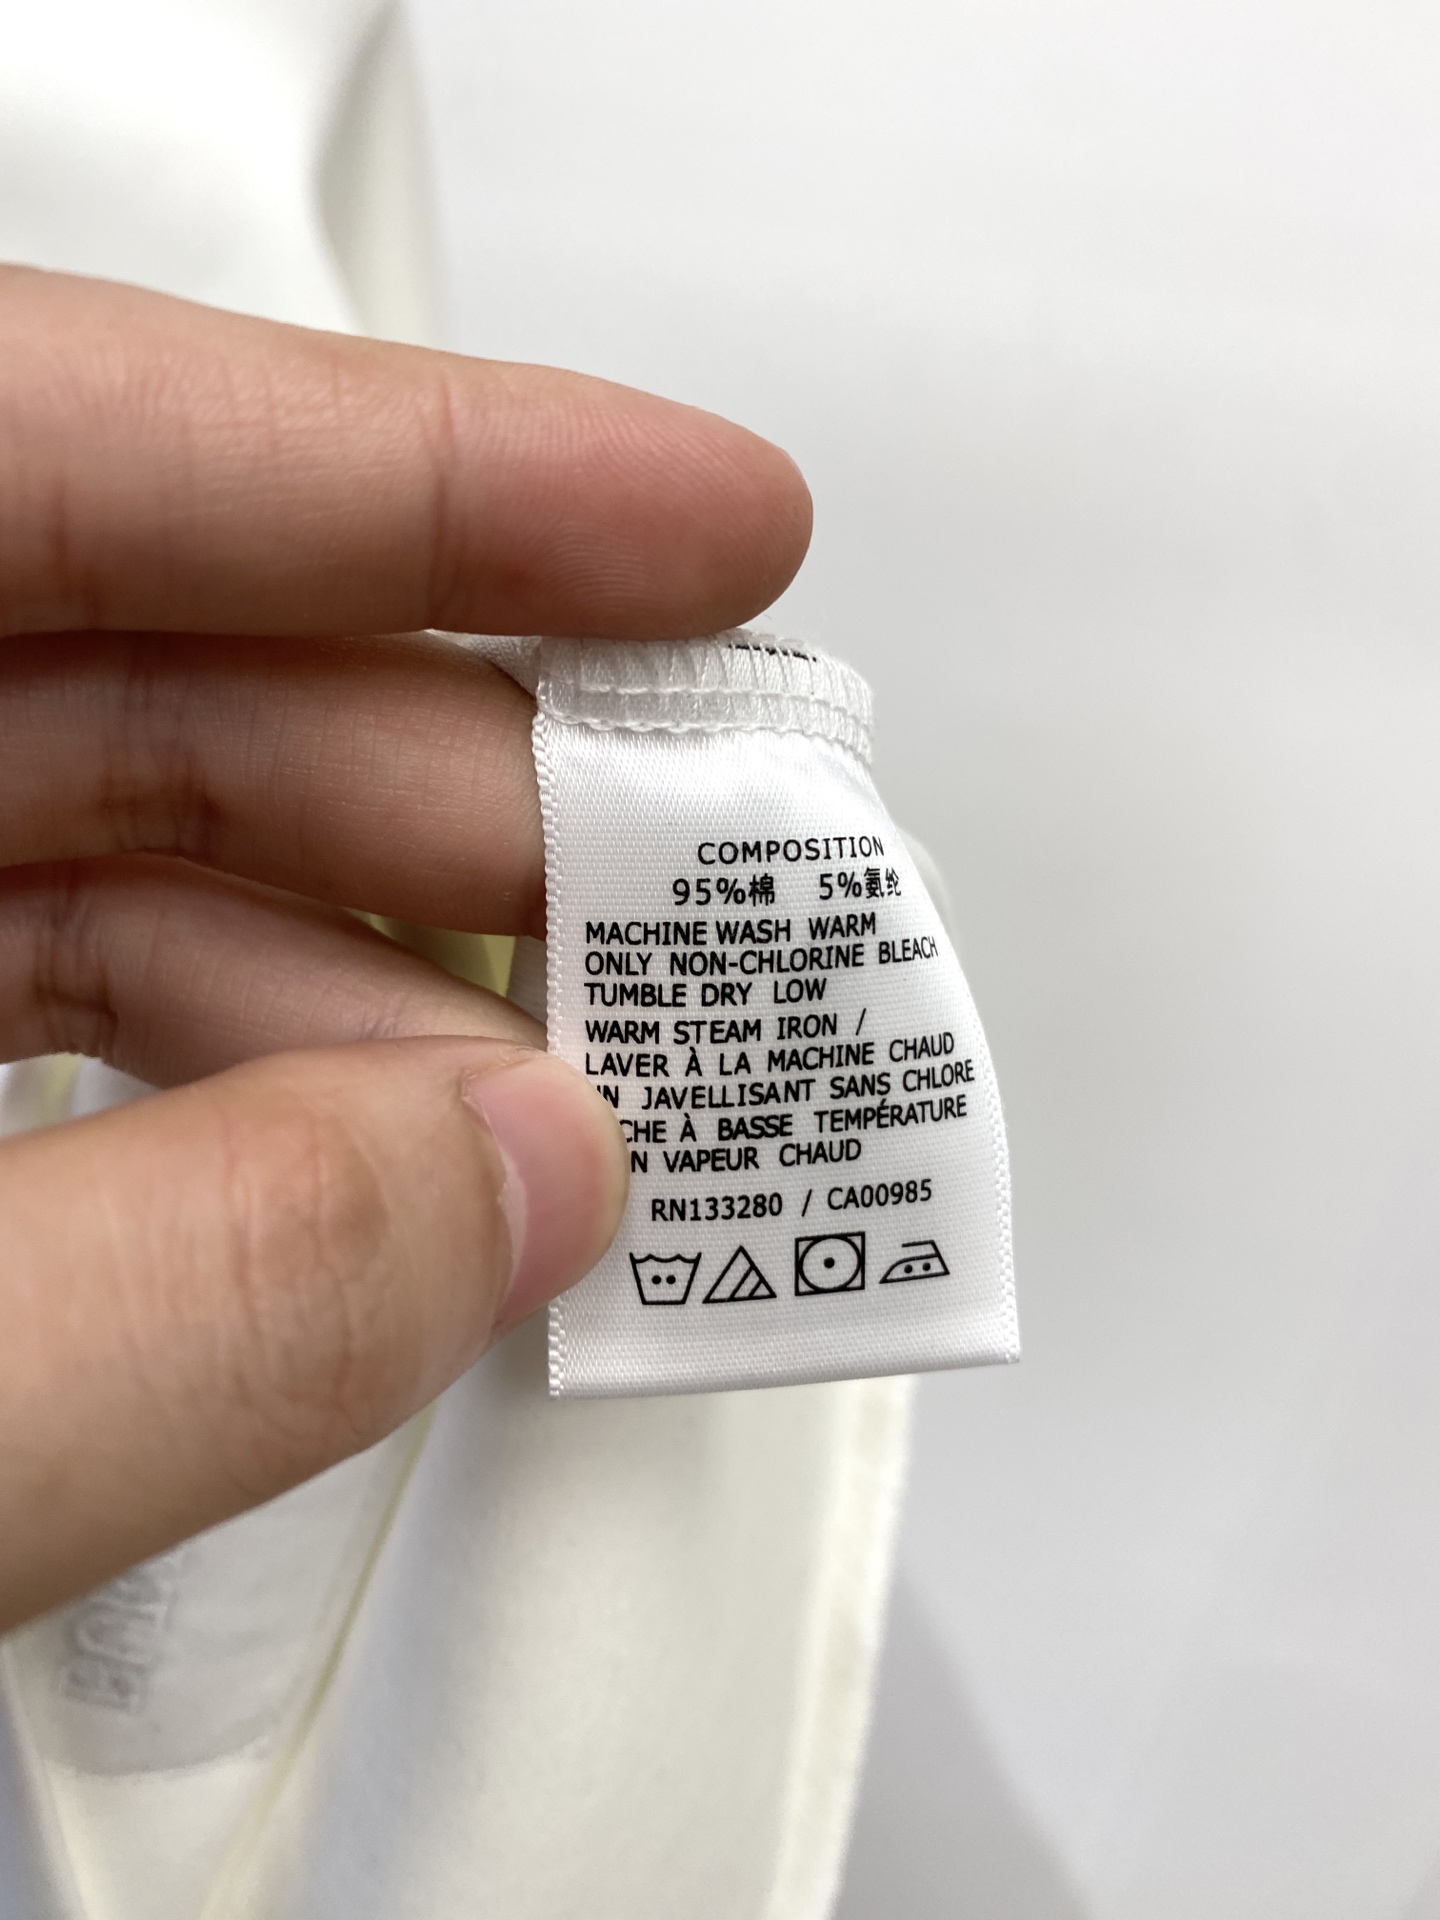 COMPOSITION
95%棉 5%氨纶
MACHINE WASH WARM
ONLY NON-CHLORINE BLEACH
TUMBLE DRY LOW
WARM STEAM IRON /
LAVER À LA MACHINE CHAUD
JAVELLISANT SANS CHLORE
À BASSE TEMPÉRATURE
VAPEUR CHAUD
RN133280 / CA00985